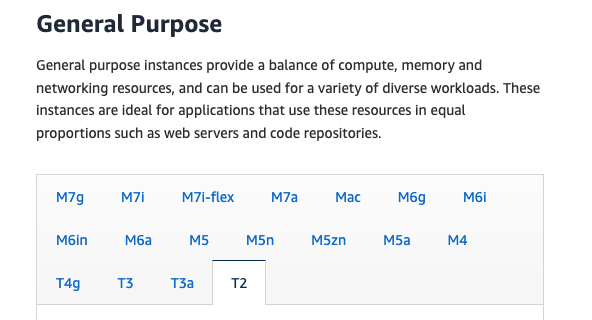 General Purpose
General purpose instances provide a balance of compute, memory and
networking resources, and can be used for a variety of diverse workloads. These
instances are ideal for applications that use these resources in equal
proportions such as web servers and code repositories.
M7g M7i M7i-flex M7a Mac M6g M6i
M6in M6a M5 M5n M5zn M5a M4
T4g T3 T3a T2